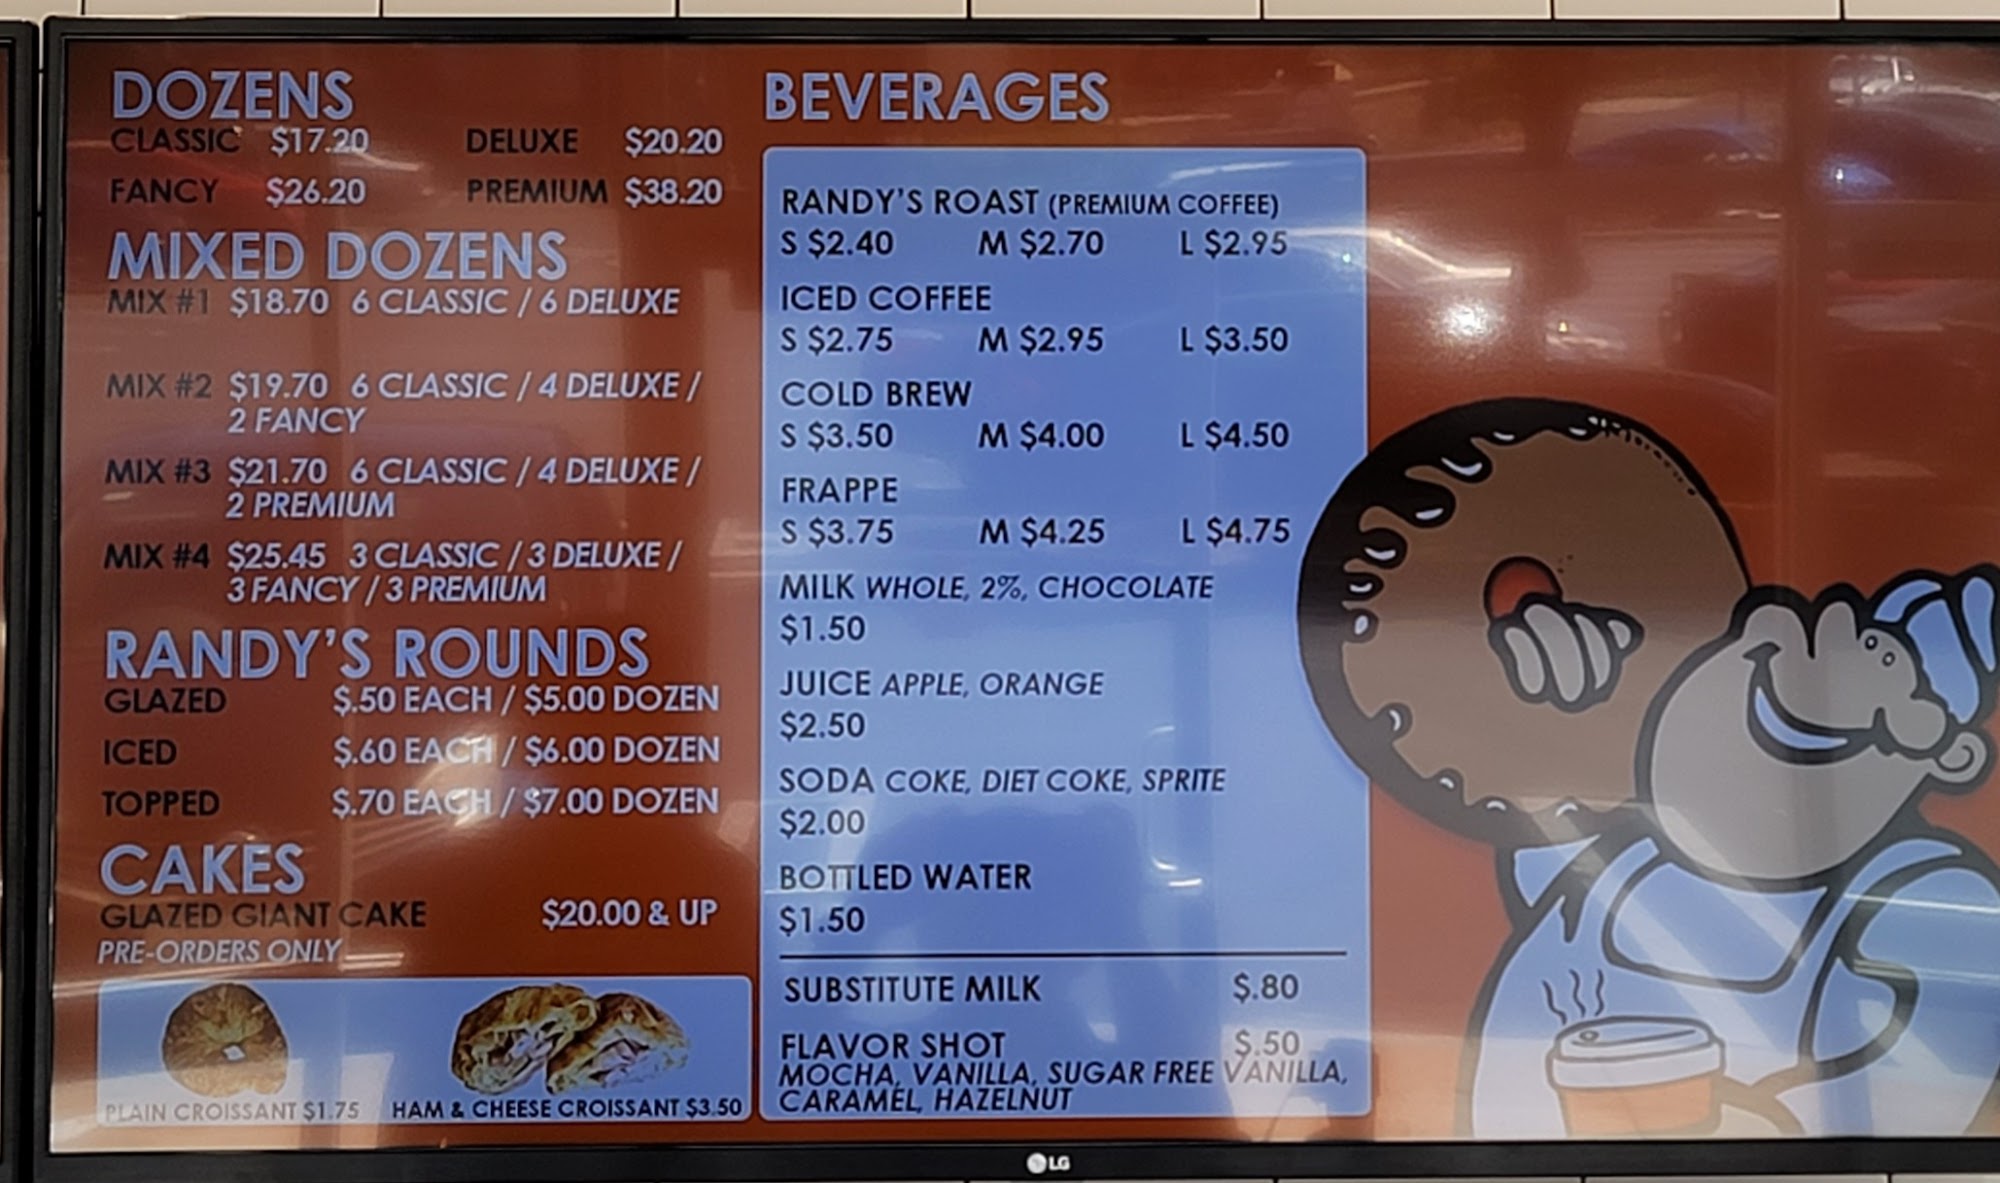 DOZENS
CLASSIC $17.20 DELUXE $20.20
FANCY $26.20 PREMIUM $38.20
MIXED DOZENS
MIX #1 $18.70 6 CLASSIC / 6 DELUXE
MIX #2 $19.70 6 CLASSIC / 4 DELUXE /
2 FANCY
MIX #3 $21.70 6 CLASSIC / 4 DELUXE /
2 PREMIUM
MIX #4 $25.45 3 CLASSIC / 3 DELUXE /
3 FANCY / 3 PREMIUM
RANDY'S ROUNDS
GLAZED $.50 EACH / $5.00 DOZEN
ICED $.60 EACH / $6.00 DOZEN
TOPPED $.70 EACH / $7.00 DOZEN
CAKES
GLAZED GIANT CAKE $20.00 & UP
PRE-ORDERS ONLY
PLAIN CROISSANT $1.75 HAM & CHEESE CROISSANT $3.50
BEVERAGES
RANDY'S ROAST (PREMIUM COFFEE)
S $2.40 M $2.70 L $2.95
ICED COFFEE
S $2.75 M $2.95 L $3.50
COLD BREW
S $3.50 M $4.00 L $4.50
FRAPPE
S $3.75 M $4.25 L $4.75
MILK WHOLE, 2%, CHOCOLATE
$1.50
JUICE APPLE, ORANGE
$2.50
SODA COKE, DIET COKE, SPRITE
$2.00
BOTTLED WATER
$1.50
SUBSTITUTE MILK $.80
FLAVOR SHOT $.50
MOCHA, VANILLA, SUGAR FREE VANILLA,
CARAMEL, HAZELNUT
LG